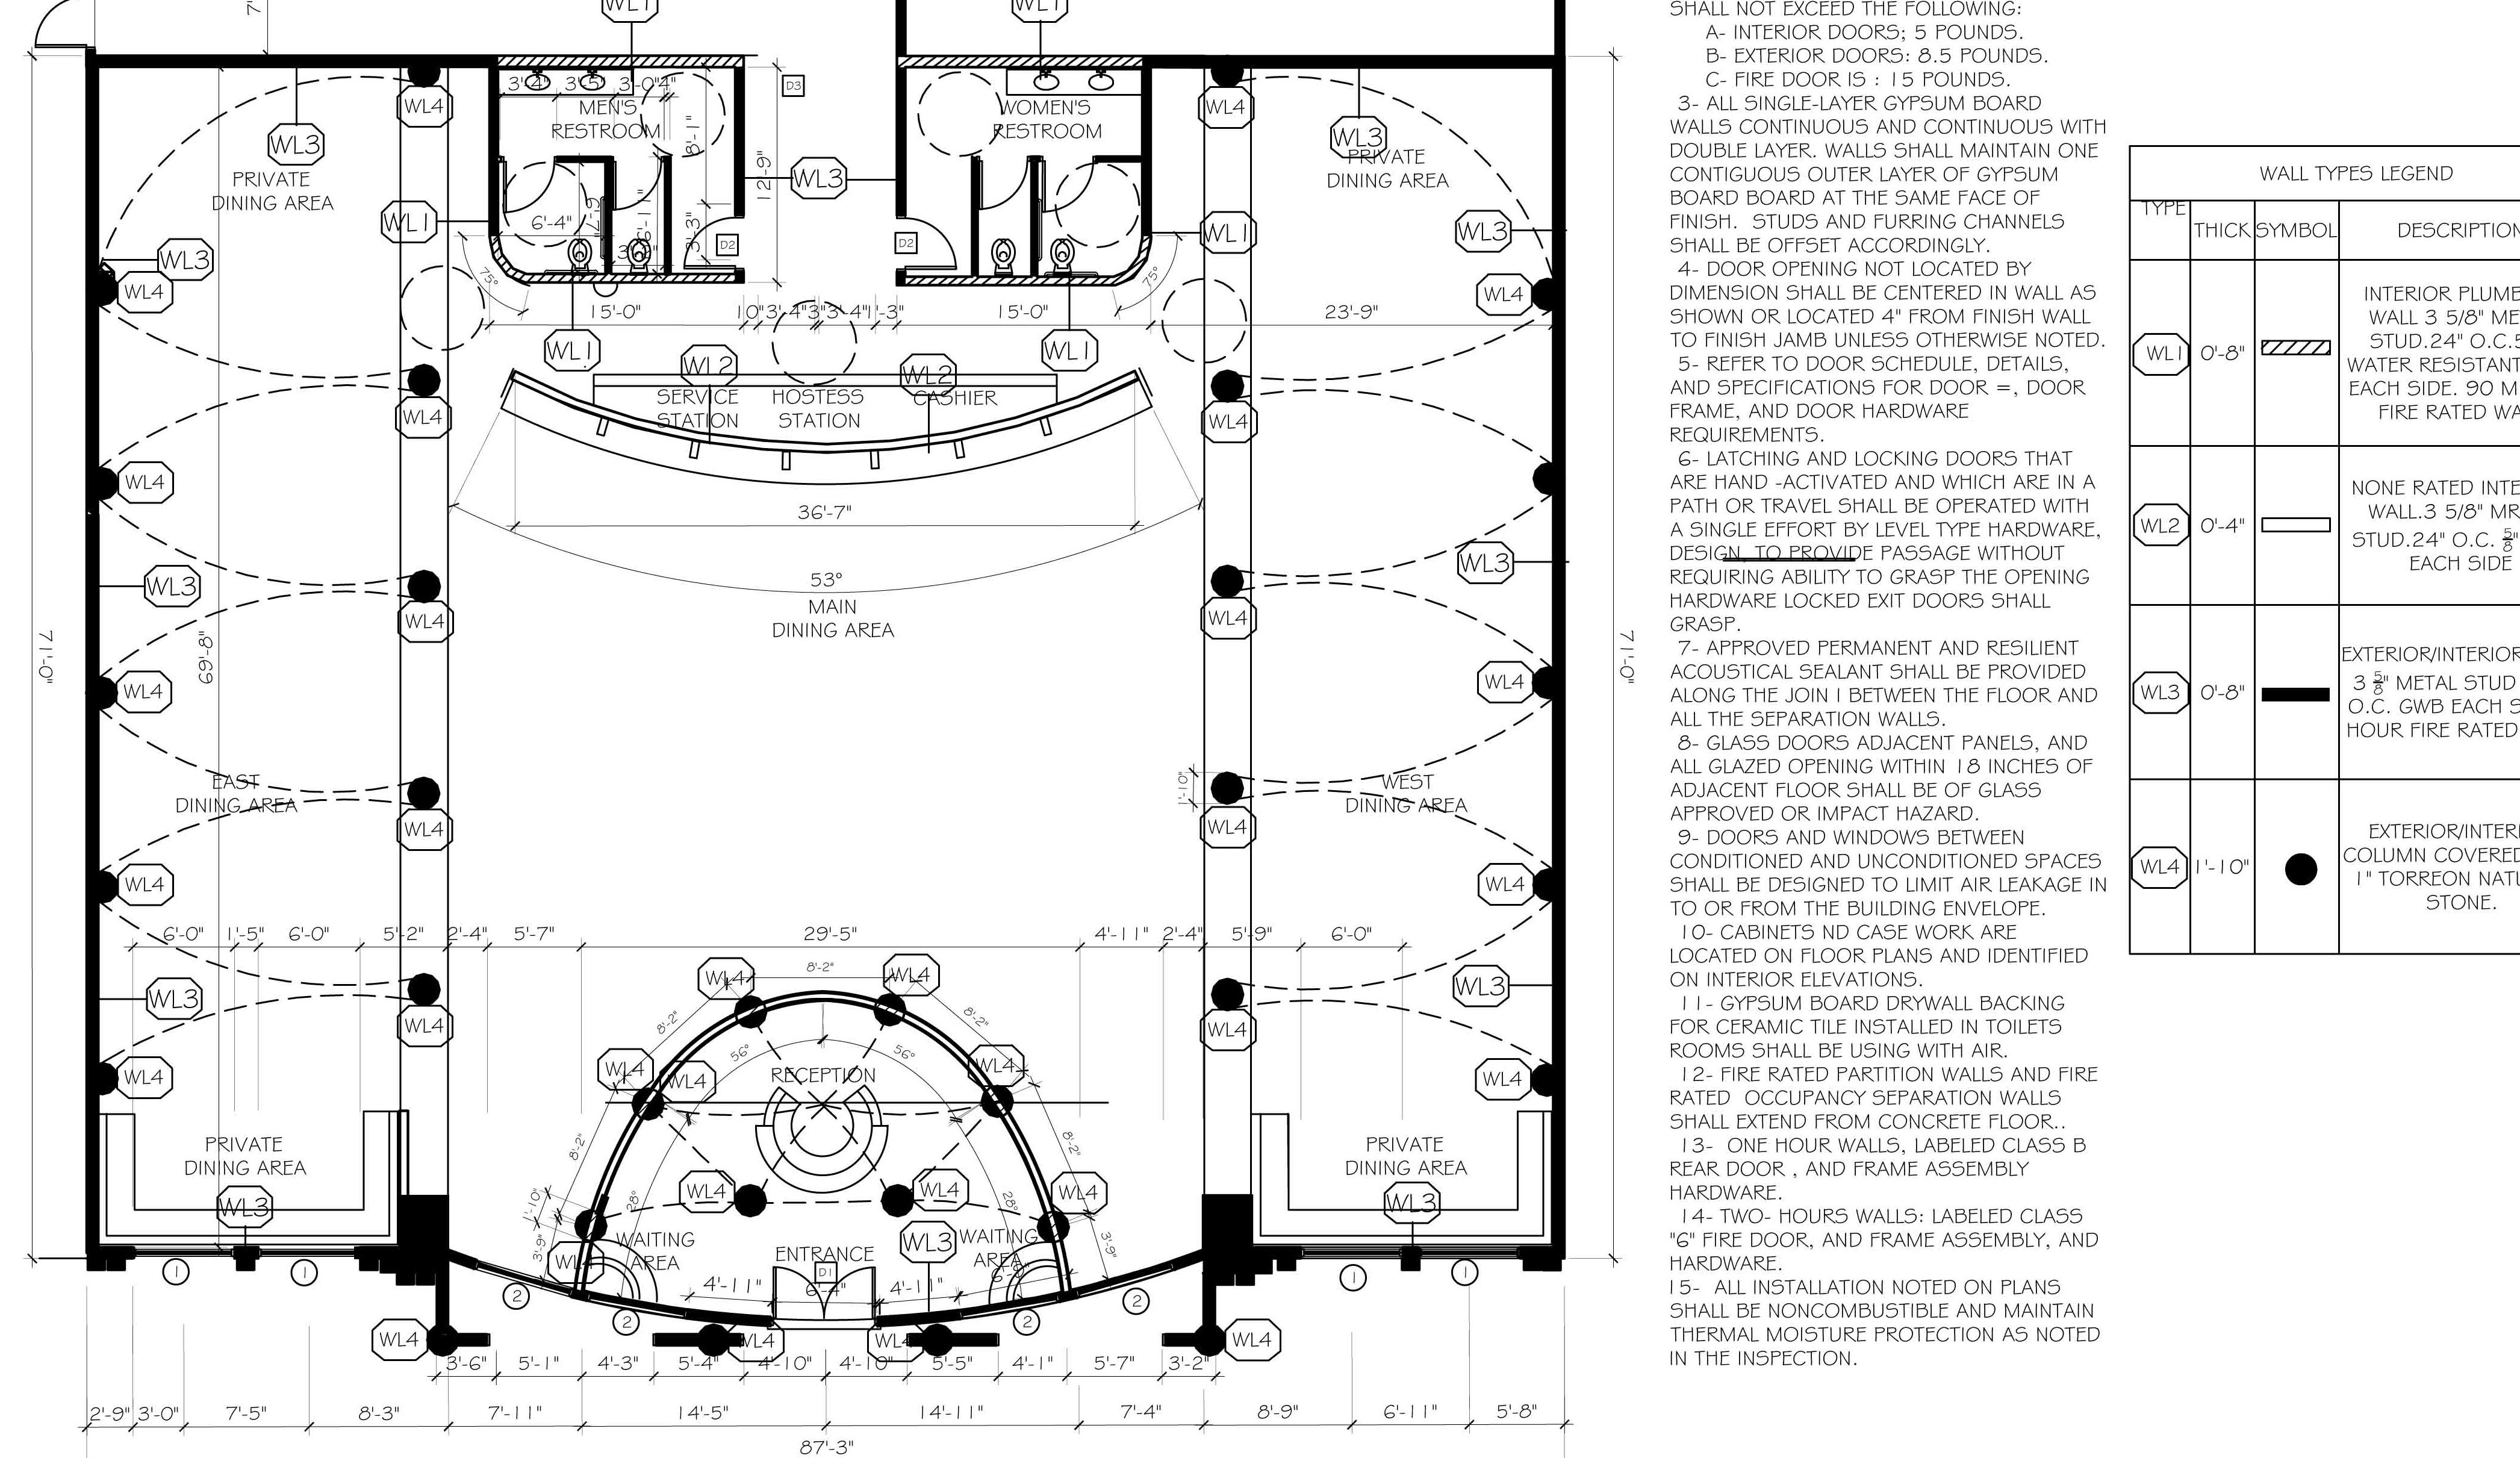 WL1
WL1
7'
WL4
3'-4"
3'-5"
3'-0"
4"
MEN'S
RESTROOM
8'-1"
12'-9"
D3
WOMEN'S
RESTROOM
WL4
WL3
PRIVATE
DINING AREA
WL3
PRIVATE
DINING AREA
WL3
WL1
6'-4"
3'-3"
D2
D2
WL1
WL3
WL3
WL4
75°
75°
WL4
15'-0"
10"
3'-4"
3"
3'-4"
1'-3"
15'-0"
23'-9"
WL1
WL2
WL2
WL1
SERVICE
STATION
HOSTESS
STATION
CASHIER
WL4
WL4
WL4
36'-7"
53°
MAIN
DINING AREA
WL3
WL3
WL4
WL4
71'-0"
69'-8"
71'-0"
WL4
WL4
EAST
DINING AREA
1'-10"
WEST
DINING AREA
WL4
WL4
WL4
WL4
6'-0"
1'-5"
6'-0"
5'-2"
2'-4"
5'-7"
29'-5"
4'-11"
2'-4"
5'-9"
6'-0"
WL3
WL4
WL4
8'-2"
WL4
WL4
WL3
8'-2"
8'-2"
56°
56°
WL4
WL4
WL4
RECEPTION
WL4
WL4
8'-2"
8'-2"
PRIVATE
DINING AREA
PRIVATE
DINING AREA
WL3
1'-10"
28°
WL4
WL4
28°
WL4
WL3
3'-9"
WAITING
AREA
ENTRANCE
WL3
WAITING
AREA
3'-9"
WL4
D1
1
1
4'-11"
6'-4"
4'-11"
1
1
2
2
2
2
WL4
WL4
WL4
WL4
3'-6"
5'-1"
4'-3"
5'-4"
4'-10"
4'-10"
5'-5"
4'-1"
5'-7"
3'-2"
2'-9"
3'-0"
7'-5"
8'-3"
7'-11"
14'-5"
14'-11"
7'-4"
8'-9"
6'-11"
5'-8"
87'-3"
SHALL NOT EXCEED THE FOLLOWING:
A- INTERIOR DOORS; 5 POUNDS.
B- EXTERIOR DOORS: 8.5 POUNDS.
C- FIRE DOOR IS : 15 POUNDS.
3- ALL SINGLE-LAYER GYPSUM BOARD
WALLS CONTINUOUS AND CONTINUOUS WITH
DOUBLE LAYER. WALLS SHALL MAINTAIN ONE
CONTIGUOUS OUTER LAYER OF GYPSUM
BOARD BOARD AT THE SAME FACE OF
FINISH. STUDS AND FURRING CHANNELS
SHALL BE OFFSET ACCORDINGLY.
4- DOOR OPENING NOT LOCATED BY
DIMENSION SHALL BE CENTERED IN WALL AS
SHOWN OR LOCATED 4" FROM FINISH WALL
TO FINISH JAMB UNLESS OTHERWISE NOTED.
5- REFER TO DOOR SCHEDULE, DETAILS,
AND SPECIFICATIONS FOR DOOR =, DOOR
FRAME, AND DOOR HARDWARE
REQUIREMENTS.
6- LATCHING AND LOCKING DOORS THAT
ARE HAND -ACTIVATED AND WHICH ARE IN A
PATH OR TRAVEL SHALL BE OPERATED WITH
A SINGLE EFFORT BY LEVEL TYPE HARDWARE,
DESIGN TO PROVIDE PASSAGE WITHOUT
REQUIRING ABILITY TO GRASP THE OPENING
HARDWARE LOCKED EXIT DOORS SHALL
GRASP.
7- APPROVED PERMANENT AND RESILIENT
ACOUSTICAL SEALANT SHALL BE PROVIDED
ALONG THE JOIN I BETWEEN THE FLOOR AND
ALL THE SEPARATION WALLS.
8- GLASS DOORS ADJACENT PANELS, AND
ALL GLAZED OPENING WITHIN 18 INCHES OF
ADJACENT FLOOR SHALL BE OF GLASS
APPROVED OR IMPACT HAZARD.
9- DOORS AND WINDOWS BETWEEN
CONDITIONED AND UNCONDITIONED SPACES
SHALL BE DESIGNED TO LIMIT AIR LEAKAGE IN
TO OR FROM THE BUILDING ENVELOPE.
10- CABINETS ND CASE WORK ARE
LOCATED ON FLOOR PLANS AND IDENTIFIED
ON INTERIOR ELEVATIONS.
11- GYPSUM BOARD DRYWALL BACKING
FOR CERAMIC TILE INSTALLED IN TOILETS
ROOMS SHALL BE USING WITH AIR.
12- FIRE RATED PARTITION WALLS AND FIRE
RATED OCCUPANCY SEPARATION WALLS
SHALL EXTEND FROM CONCRETE FLOOR..
13- ONE HOUR WALLS, LABELED CLASS B
REAR DOOR , AND FRAME ASSEMBLY
HARDWARE.
14- TWO- HOURS WALLS: LABELED CLASS
"6" FIRE DOOR, AND FRAME ASSEMBLY, AND
HARDWARE.
15- ALL INSTALLATION NOTED ON PLANS
SHALL BE NONCOMBUSTIBLE AND MAINTAIN
THERMAL MOISTURE PROTECTION AS NOTED
IN THE INSPECTION.
WALL TYPES LEGEND
TYPE
THICK
SYMBOL
DESCRIPTION
WL1
0'-8"
INTERIOR PLUMB
WALL 3 5/8" ME
STUD.24" O.C.5
WATER RESISTANT
EACH SIDE. 90 M
FIRE RATED WA
WL2
0'-4"
NONE RATED INTE
WALL.3 5/8" MR
STUD.24" O.C. 5/8"
EACH SIDE
WL3
0'-8"
EXTERIOR/INTERIOR
3 5/8" METAL STUD
O.C. GWB EACH S
HOUR FIRE RATED
WL4
1'-10"
EXTERIOR/INTERI
COLUMN COVERED
1" TORREON NATU
STONE.